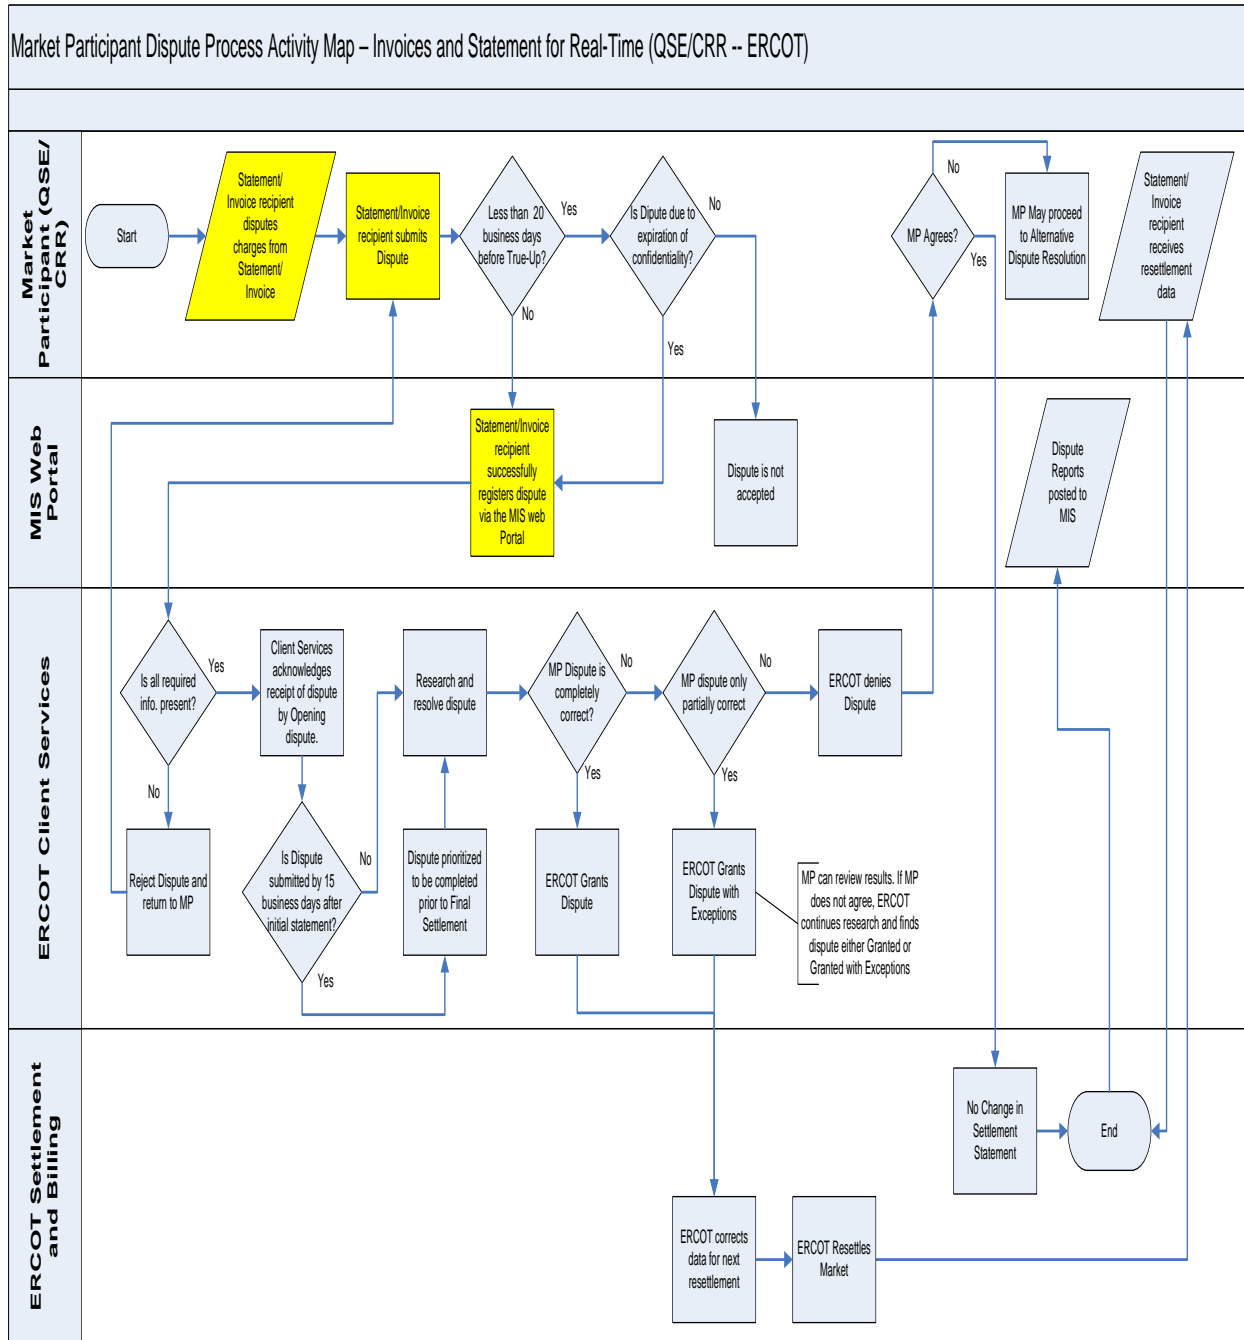 Market Participant Dispute Process Activity Map – Invoices and Statement for Real-Time (QSE/CRR -- ERCOT)
Market
Participant (QSE/
CRR)
Start
Statement/
Invoice recipient
disputes
charges from
Statement/
Invoice
Statement/Invoice
recipient submits
Dispute
Less than 20
business days
before True-Up?
Yes
No
Is Dipute due to
expiration of
confidentiality?
No
Yes
MP Agrees?
No
Yes
MP May proceed
to Alternative
Dispute Resolution
Statement/
Invoice
recipient
receives
resettlement
data
MIS Web
Portal
Statement/Invoice
recipient
successfully
registers dispute
via the MIS web
Portal
Dispute is not
accepted
Dispute
Reports
posted to
MIS
ERCOT Client Services
Is all required
info. present?
Yes
No
Client Services
acknowledges
receipt of dispute
by Opening
dispute.
Reject Dispute and
return to MP
Is Dispute
submitted by 15
business days after
initial statement?
No
Yes
Research and
resolve dispute
Dispute prioritized
to be completed
prior to Final
Settlement
MP Dispute is
completely
correct?
No
Yes
MP dispute only
partially correct
No
Yes
ERCOT denies
Dispute
ERCOT Grants
Dispute
ERCOT Grants
Dispute with
Exceptions
MP can review results. If MP
does not agree, ERCOT
continues research and finds
dispute either Granted or
Granted with Exceptions
ERCOT Settlement
and Billing
No Change in
Settlement
Statement
End
ERCOT corrects
data for next
resettlement
ERCOT Resettles
Market